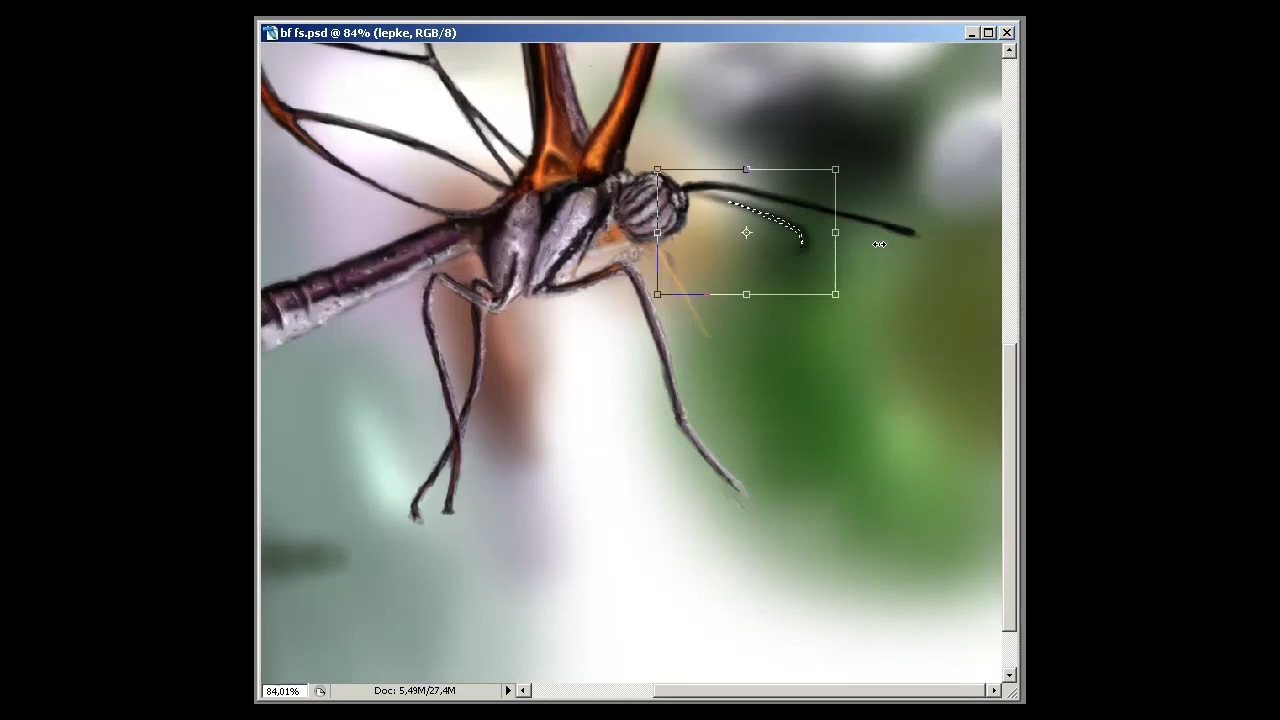 bf fs.psd @ 84% (lepke, RGB/8)
84,01%
Doc: 5,49M/27,4M